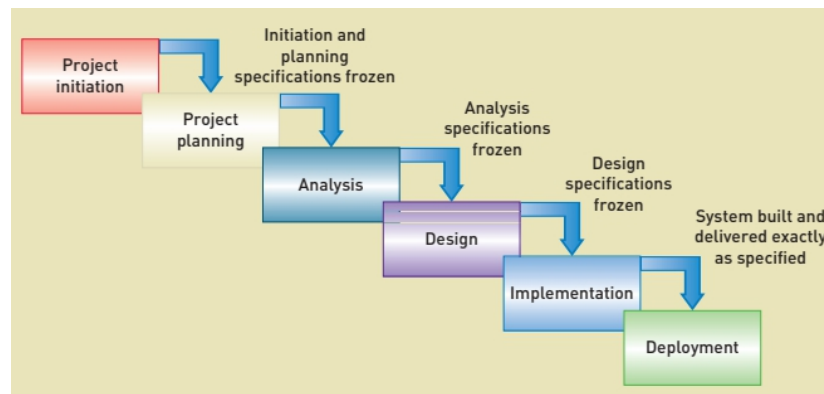 Project
initiation
Initiation and
planning
specifications frozen
Project
planning
Analysis
specifications
frozen
Analysis
Design
specifications
frozen
Design
System built and
delivered exactly
as specified
Implementation
Deployment